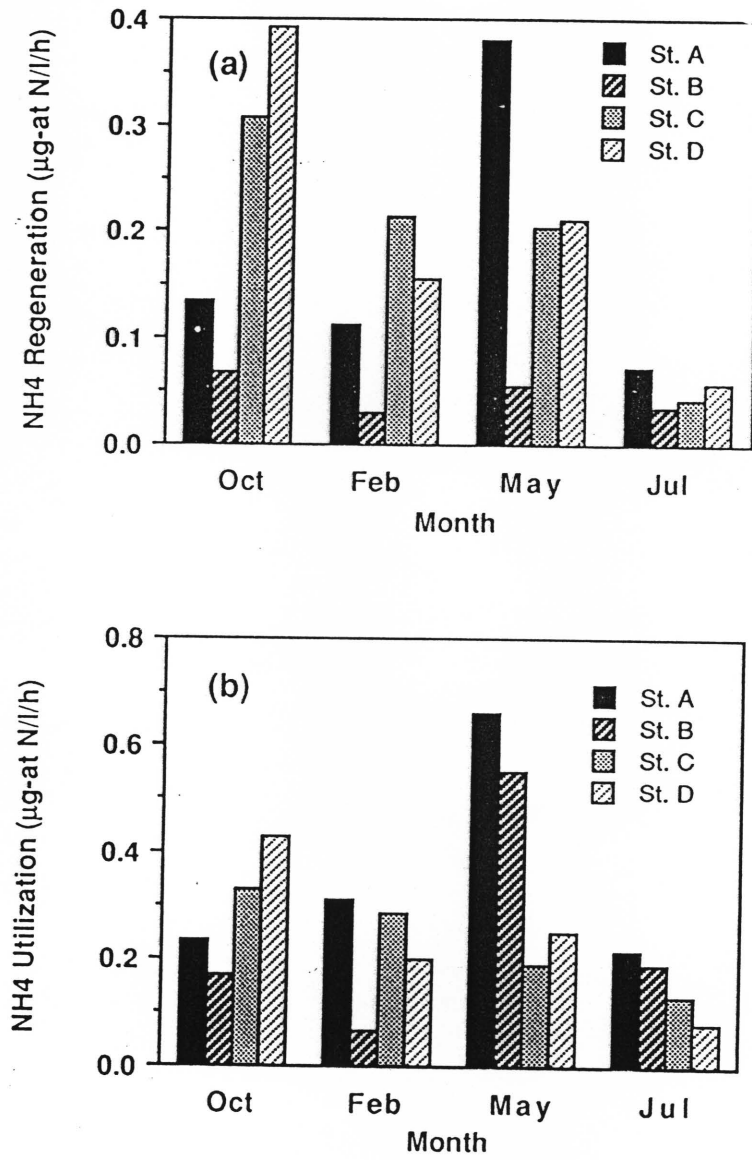 NH4 Regeneration (µg-at N/l/h)
0.4
0.3
0.2
0.1
0.0
(a)
St. A
St. B
St. C
St. D
Oct Feb May Jul
Month
NH4 Utilization (µg-at N/l/h)
0.8
0.6
0.4
0.2
0.0
(b)
St. A
St. B
St. C
St. D
Oct Feb May Jul
Month